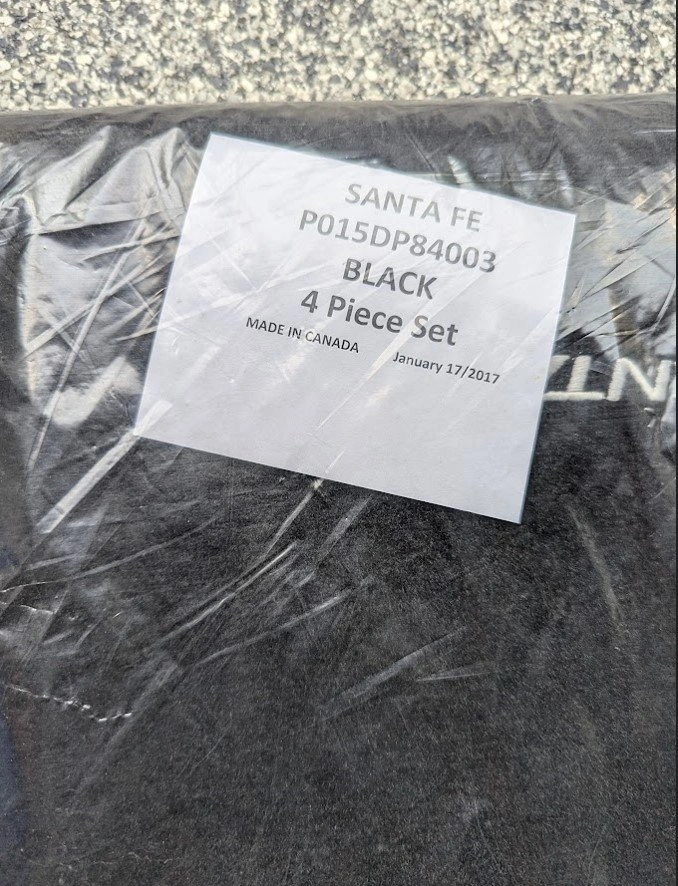 SANTA FE
P015DP84003
BLACK
4 Piece Set
MADE IN CANADA January 17/2017